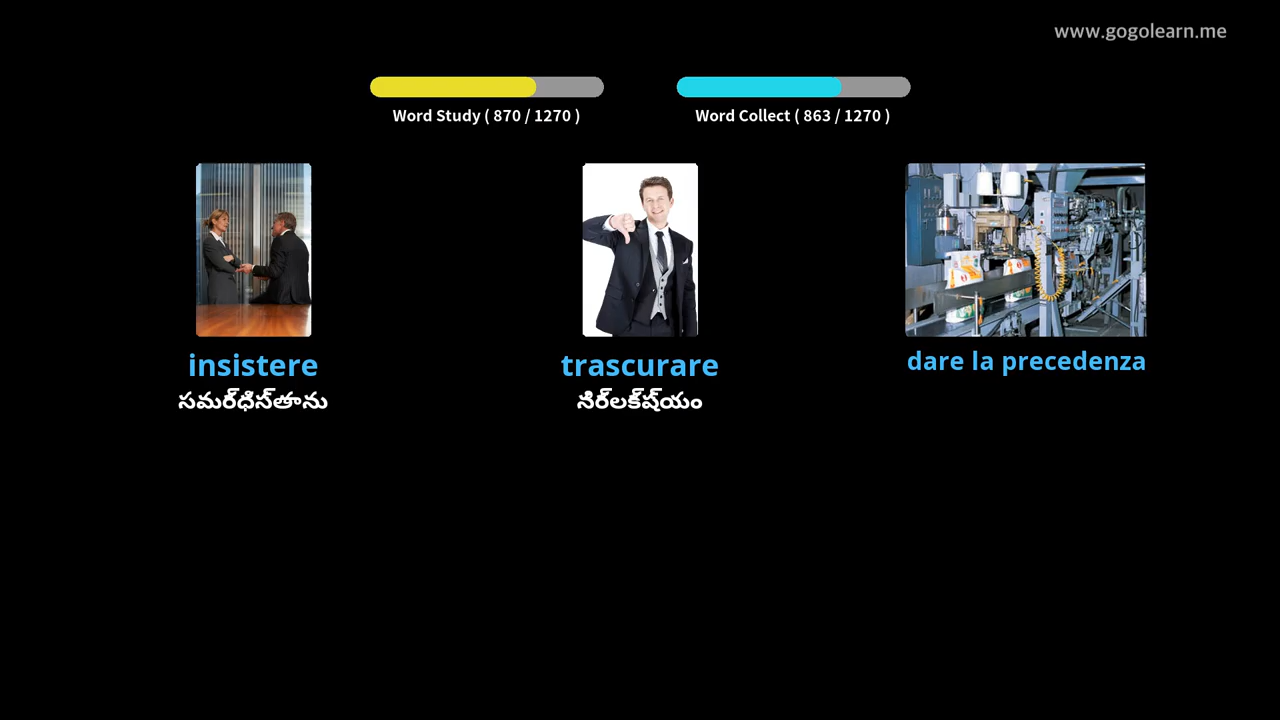 www.gogolearn.me
Word Study ( 870 / 1270 )
Word Collect ( 863 / 1270 )
insistere
సమర్‌ధిస్‌తాను
trascurare
నిర్‌లక్‌ష్‌యం
dare la precedenza